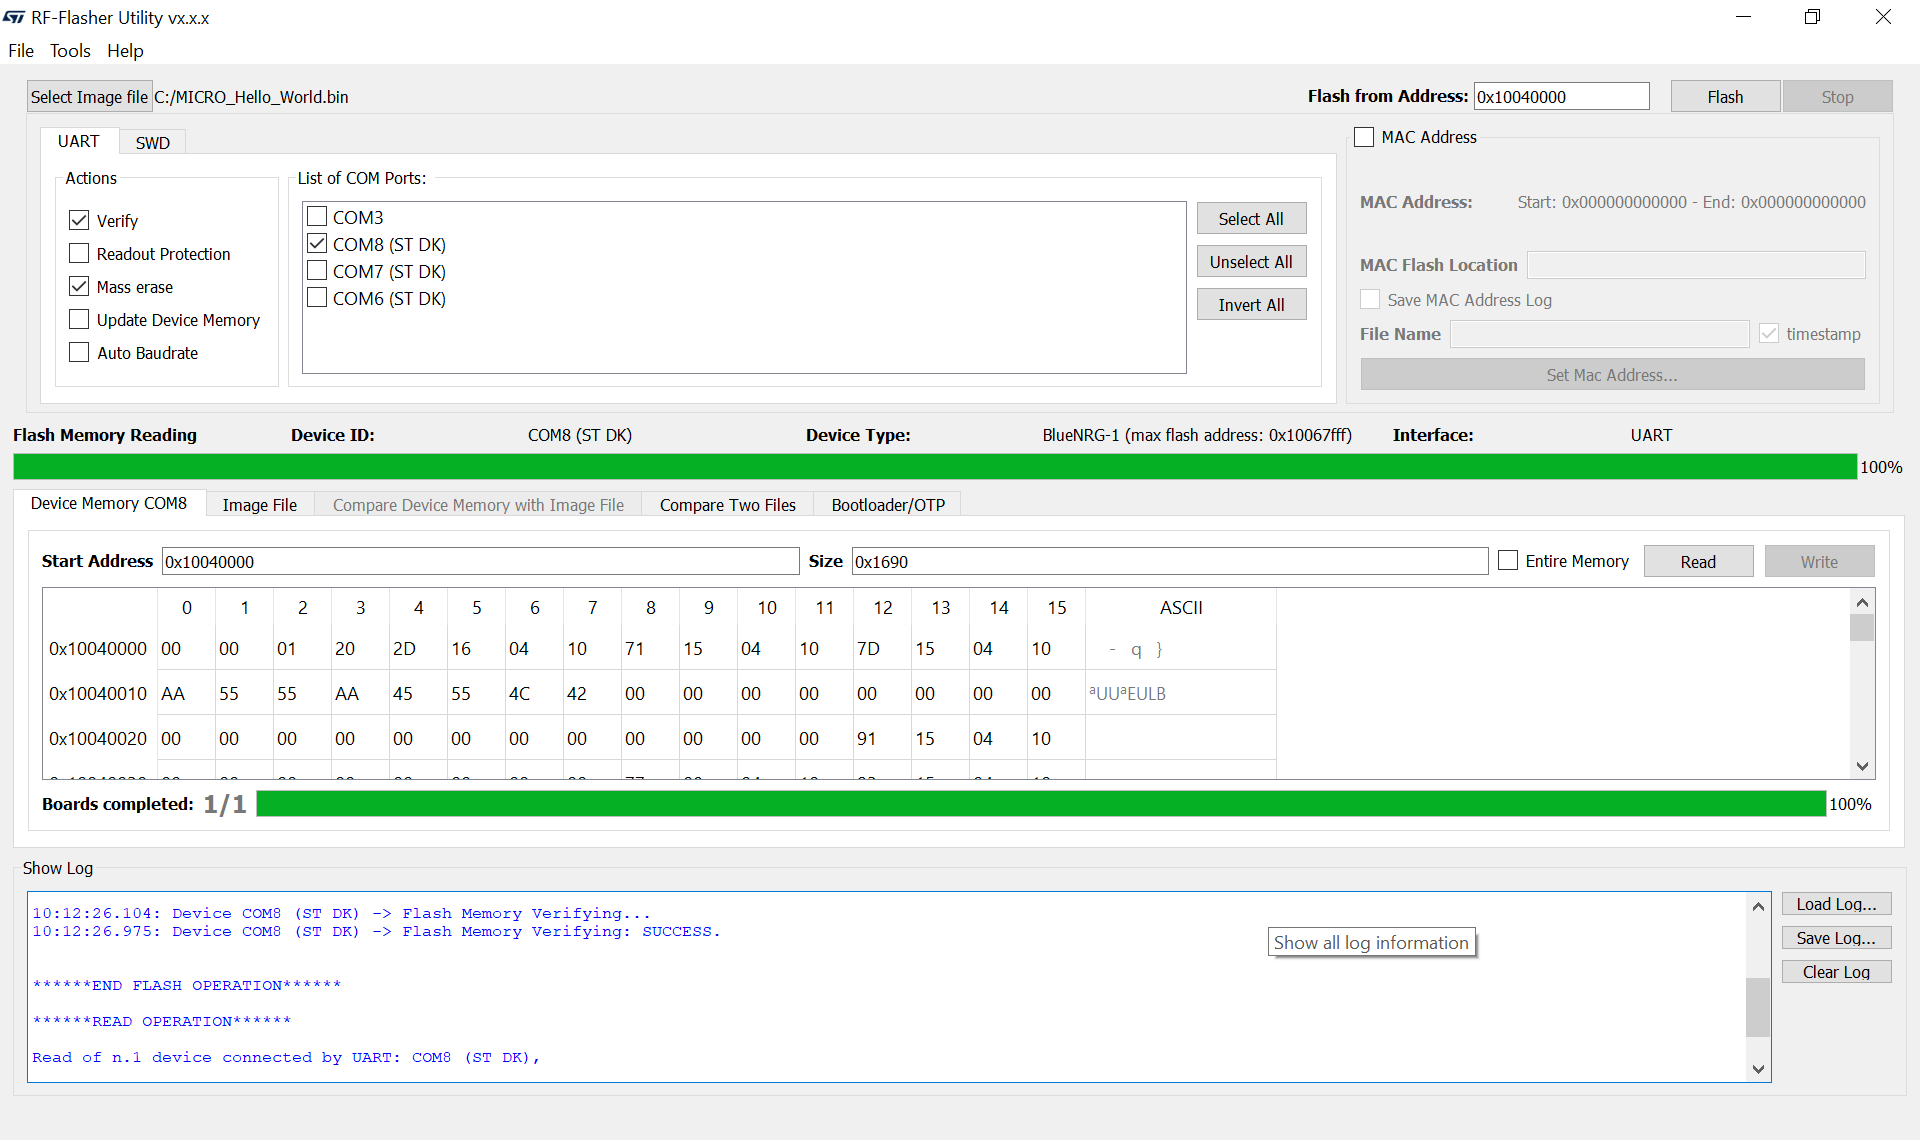 RF-Flasher Utility vx.x.x
File Tools Help
Select Image file C:/MICRO_Hello_World.bin Flash from Address: 0x10040000 Flash Stop
UART SWD
Actions
Verify
Readout Protection
Mass erase
Update Device Memory
Auto Baudrate
List of COM Ports:
COM3
COM8 (ST DK)
COM7 (ST DK)
COM6 (ST DK)
Select All
Unselect All
Invert All
MAC Address
MAC Address: Start: 0x000000000000 - End: 0x000000000000
MAC Flash Location
Save MAC Address Log
File Name timestamp
Set Mac Address...
Flash Memory Reading Device ID: COM8 (ST DK) Device Type: BlueNRG-1 (max flash address: 0x10067fff) Interface: UART
100%
Device Memory COM8 Image File Compare Device Memory with Image File Compare Two Files Bootloader/OTP
Start Address 0x10040000 Size 0x1690 Entire Memory Read Write
0 1 2 3 4 5 6 7 8 9 10 11 12 13 14 15 ASCII
0x10040000 00 00 01 20 2D 16 04 10 71 15 04 10 7D 15 04 10 - q }
0x10040010 AA 55 55 AA 45 55 4C 42 00 00 00 00 00 00 00 00 ªUUªEULB
0x10040020 00 00 00 00 00 00 00 00 00 00 00 00 91 15 04 10
Boards completed: 1/1 100%
Show Log
10:12:26.104: Device COM8 (ST DK) -> Flash Memory Verifying...
10:12:26.975: Device COM8 (ST DK) -> Flash Memory Verifying: SUCCESS.
******END FLASH OPERATION******
******READ OPERATION******
Read of n.1 device connected by UART: COM8 (ST DK),
Show all log information
Load Log...
Save Log...
Clear Log